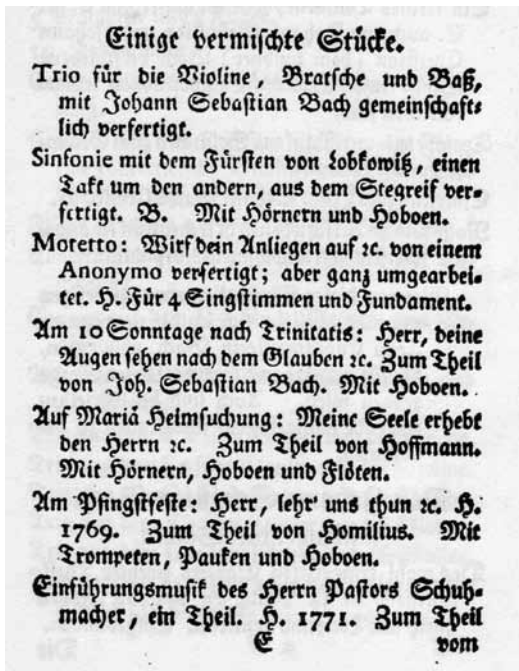 Einige vermischte Stücke.
Trio für die Violine, Bratsche und Baß,
mit Johann Sebastian Bach gemeinschaft-
lich verfertigt.
Sinfonie mit dem Fürsten von Lobkowitz, einen
Takt um den andern, aus dem Stegreif ver-
fertigt. B. Mit Hörnern und Hoboen.
Moretto: Wirf dein Anliegen auf ꝛc. von einem
Anonymo verfertigt; aber ganz umgearbei-
tet. H. Für 4 Singstimmen und Fundament.
Am 10 Sonntage nach Trinitatis: Herr, deine
Augen sehen nach dem Glauben ꝛc. Zum Theil
von Joh. Sebastian Bach. Mit Hoboen.
Auf Mariä Heimsuchung: Meine Seele erhebt
den Herrn ꝛc. Zum Theil von Hoffmann.
Mit Hörnern, Hoboen und Flöten.
Am Pfingstfeste: Herr, lehr' uns thun ꝛc. H.
1769. Zum Theil von Homilius. Mit
Trompeten, Pauken und Hoboen.
Einführungsmusik des Herrn Pastors Schuh-
macher, ein Theil. H. 1771. Zum Theil
E vom